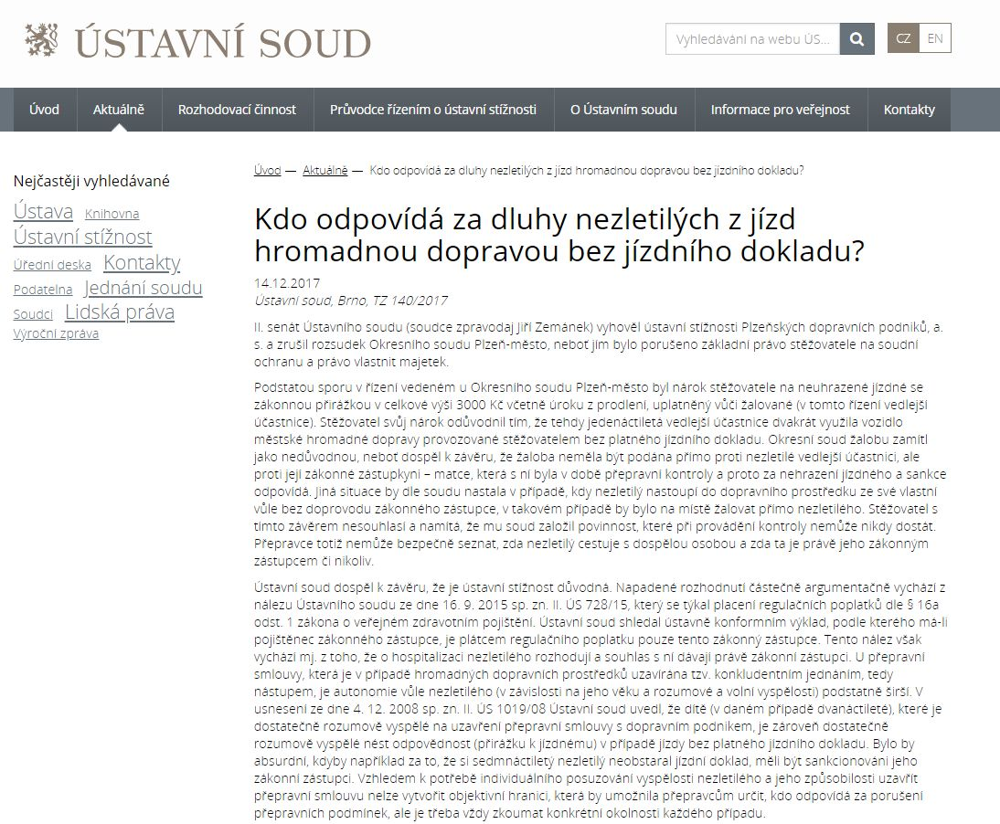 ÚSTAVNÍ SOUD
Vyhledávání na webu ÚS...
CZ EN
Úvod Aktuálně Rozhodovací činnost Průvodce řízením o ústavní stížnosti O Ústavním soudu Informace pro veřejnost Kontakty
Nejčastěji vyhledávané
Ústava Knihovna
Ústavní stížnost
Úřední deska Kontakty
Podatelna Jednání soudu
Soudci Lidská práva
Výroční zpráva
Úvod — Aktuálně — Kdo odpovídá za dluhy nezletilých z jízd hromadnou dopravou bez jízdního dokladu?
Kdo odpovídá za dluhy nezletilých z jízd
hromadnou dopravou bez jízdního dokladu?
14.12.2017
Ústavní soud, Brno, TZ 140/2017
II. senát Ústavního soudu (soudce zpravodaj Jiří Zemánek) vyhověl ústavní stížnosti Plzeňských dopravních podniků, a.
s. a zrušil rozsudek Okresního soudu Plzeň-město, neboť jím bylo porušeno základní právo stěžovatele na soudní
ochranu a právo vlastnit majetek.
Podstatou sporu v řízení vedeném u Okresního soudu Plzeň-město byl nárok stěžovatele na neuhrazené jízdné se
zákonnou přirážkou v celkové výši 3000 Kč včetně úroku z prodlení, uplatněný vůči žalované (v tomto řízení vedlejší
účastnice). Stěžovatel svůj nárok odůvodnil tím, že tehdy jedenáctiletá vedlejší účastnice dvakrát využila vozidlo
městské hromadné dopravy provozované stěžovatelem bez platného jízdního dokladu. Okresní soud žalobu zamítl
jako nedůvodnou, neboť dospěl k závěru, že žaloba neměla být podána přímo proti nezletilé vedlejší účastnici, ale
proti její zákonné zástupkyni – matce, která s ní byla v době přepravní kontroly a proto za nehrazení jízdného a sankce
odpovídá. Jiná situace by dle soudu nastala v případě, kdy nezletilý nastoupí do dopravního prostředku ze své vlastní
vůle bez doprovodu zákonného zástupce, v takovém případě by bylo na místě žalovat přímo nezletilého. Stěžovatel s
tímto závěrem nesouhlasí a namítá, že mu soud založil povinnost, které při provádění kontroly nemůže nikdy dostát.
Přepravce totiž nemůže bezpečně seznat, zda nezletilý cestuje s dospělou osobou a zda ta je právě jeho zákonným
zástupcem či nikoliv.
Ústavní soud dospěl k závěru, že je ústavní stížnost důvodná. Napadené rozhodnutí částečně argumentačně vychází z
nálezu Ústavního soudu ze dne 16. 9. 2015 sp. zn. II. ÚS 728/15, který se týkal placení regulačních poplatků dle § 16a
odst. 1 zákona o veřejném zdravotním pojištění. Ústavní soud shledal ústavně konformním výklad, podle kterého má-li
pojištěnec zákonného zástupce, je plátcem regulačního poplatku pouze tento zákonný zástupce. Tento nález však
vychází mj. z toho, že o hospitalizaci nezletilého rozhodují a souhlas s ní dávají právě zákonní zástupci. U přepravní
smlouvy, která je v případě hromadných dopravních prostředků uzavírána tzv. konkludentním jednáním, tedy
nástupem, je autonomie vůle nezletilého (v závislosti na jeho věku a rozumové a volní vyspělosti) podstatně širší. V
usnesení ze dne 4. 12. 2008 sp. zn. II. ÚS 1019/08 Ústavní soud uvedl, že dítě (v daném případě dvanáctileté), které je
dostatečně rozumově vyspělé na uzavření přepravní smlouvy s dopravním podnikem, je zároveň dostatečně
rozumově vyspělé nést odpovědnost (přirážku k jízdnému) v případě jízdy bez platného jízdního dokladu. Bylo by
absurdní, kdyby například za to, že si sedmnáctiletý nezletilý neobstaral jízdní doklad, měli být sankcionováni jeho
zákonní zástupci. Vzhledem k potřebě individuálního posuzování vyspělosti nezletilého a jeho způsobilosti uzavřít
přepravní smlouvu nelze vytvořit objektivní hranici, která by umožnila přepravcům určit, kdo odpovídá za porušení
přepravních podmínek, ale je třeba vždy zkoumat konkrétní okolnosti každého případu.